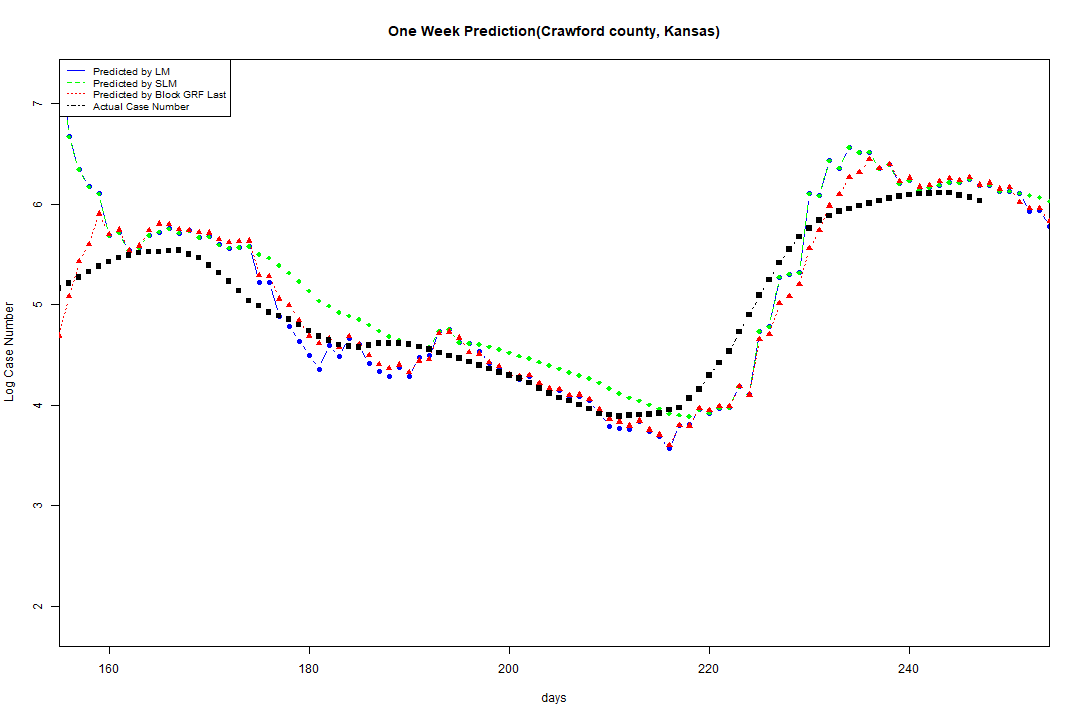 One Week Prediction(Crawford county, Kansas)
Predicted by LM
Predicted by SLM
Predicted by Block GRF Last
Actual Case Number
7
6
5
4
3
2
Log Case Number
160 180 200 220 240
days